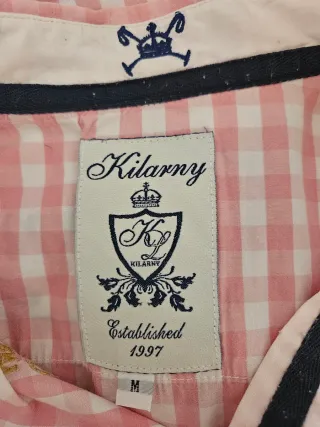 Kilarny
KL
KILARNY
Established
1997
M